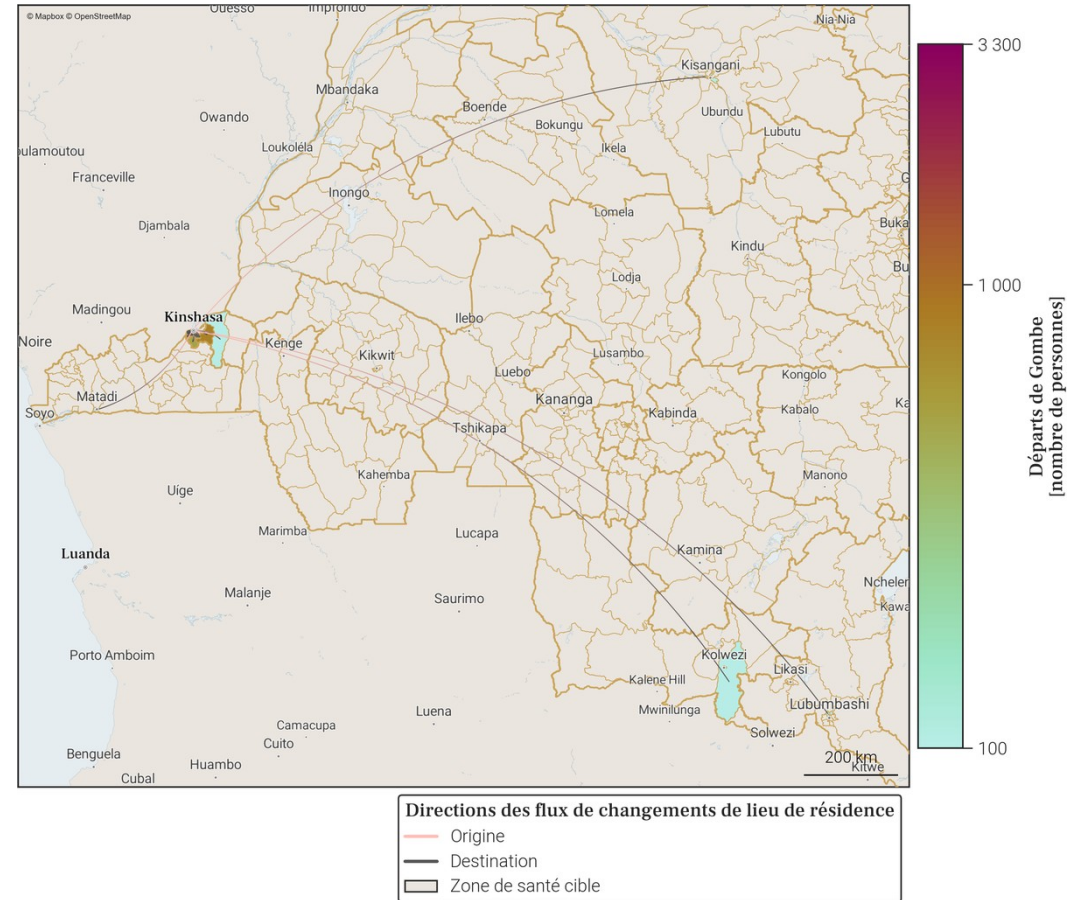 © Mapbox © OpenStreetMap
Ouesso
Impfondo
Nia-Nia
3 300
Kisangani
Mbandaka
Boende
Ubundu
Owando
Bokungu
Lubutu
Loukoléla
Ikela
oulamoutou
Franceville
Inongo
Lomela
Djambala
Buka
Kindu
Bu
Lodja
1 000
Madingou
Kinshasa
Ilebo
Noire
Kenge
Kikwit
Lusambo
Luebo
Kongolo
Matadi
Kananga
Kabinda
Kabalo
Ka
Soyo
Tshikapa
Départs de Gombe
[nombre de personnes]
Kahemba
Manono
Uíge
Marimba
Lucapa
Luanda
Kamina
Ncheler
Malanje
Saurimo
Kawa
Porto Amboim
Kolwezi
Likasi
Kalene Hill
Lubumbashi
Luena
Mwinilunga
Camacupa
Solwezi
Cuito
Benguela
Huambo
200 km
Kitwe
Cubal
100
Directions des flux de changements de lieu de résidence
Origine
Destination
Zone de santé cible